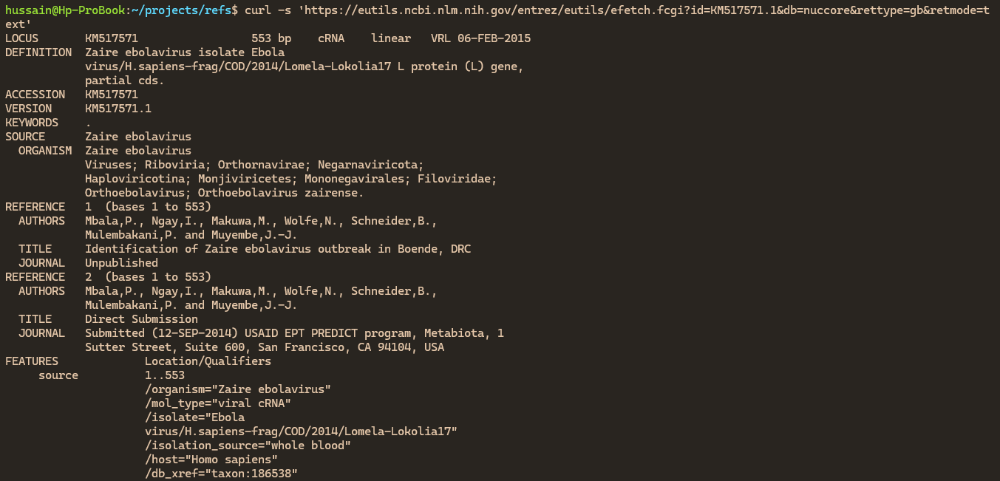 hussain@Hp-ProBook:~/projects/refs$ curl -s 'https://eutils.ncbi.nlm.nih.gov/entrez/eutils/efetch.fcgi?id=KM517571.1&db=nuccore&rettype=gb&retmode=t
ext'
LOCUS       KM517571                 553 bp    cRNA    linear   VRL 06-FEB-2015
DEFINITION  Zaire ebolavirus isolate Ebola
            virus/H.sapiens-frag/COD/2014/Lomela-Lokolia17 L protein (L) gene,
            partial cds.
ACCESSION   KM517571
VERSION     KM517571.1
KEYWORDS    .
SOURCE      Zaire ebolavirus
  ORGANISM  Zaire ebolavirus
            Viruses; Riboviria; Orthornavirae; Negarnaviricota;
            Haploviricotina; Monjiviricetes; Mononegavirales; Filoviridae;
            Orthoebolavirus; Orthoebolavirus zairense.
REFERENCE   1  (bases 1 to 553)
  AUTHORS   Mbala,P., Ngay,I., Makuwa,M., Wolfe,N., Schneider,B.,
            Mulembakani,P. and Muyembe,J.-J.
  TITLE     Identification of Zaire ebolavirus outbreak in Boende, DRC
  JOURNAL   Unpublished
REFERENCE   2  (bases 1 to 553)
  AUTHORS   Mbala,P., Ngay,I., Makuwa,M., Wolfe,N., Schneider,B.,
            Mulembakani,P. and Muyembe,J.-J.
  TITLE     Direct Submission
  JOURNAL   Submitted (12-SEP-2014) USAID EPT PREDICT program, Metabiota, 1
            Sutter Street, Suite 600, San Francisco, CA 94104, USA
FEATURES             Location/Qualifiers
     source          1..553
                     /organism="Zaire ebolavirus"
                     /mol_type="viral cRNA"
                     /isolate="Ebola
                     virus/H.sapiens-frag/COD/2014/Lomela-Lokolia17"
                     /isolation_source="whole blood"
                     /host="Homo sapiens"
                     /db_xref="taxon:186538"